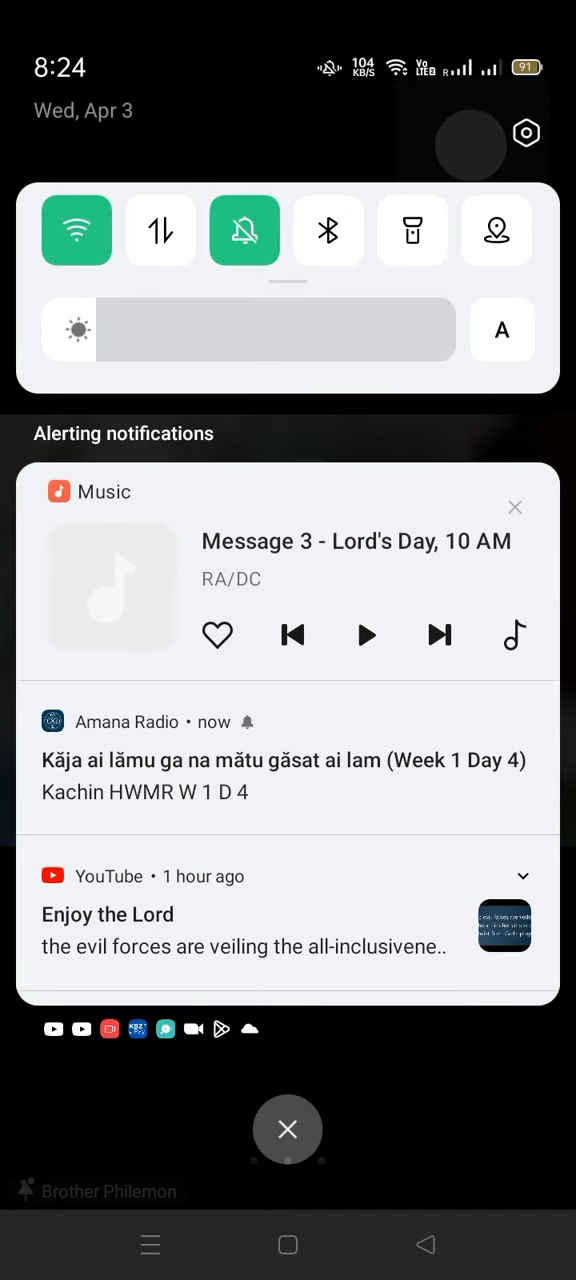 8:24
104
KB/S
Vo
LTE2
R
91
Wed, Apr 3
A
Alerting notifications
Music
Message 3 - Lord's Day, 10 AM
RA/DC
Amana Radio • now
Kăja ai lămu ga na mătu găsat ai lam (Week 1 Day 4)
Kachin HWMR W 1 D 4
YouTube • 1 hour ago
Enjoy the Lord
the evil forces are veiling the all-inclusivene..
Brother Philemon